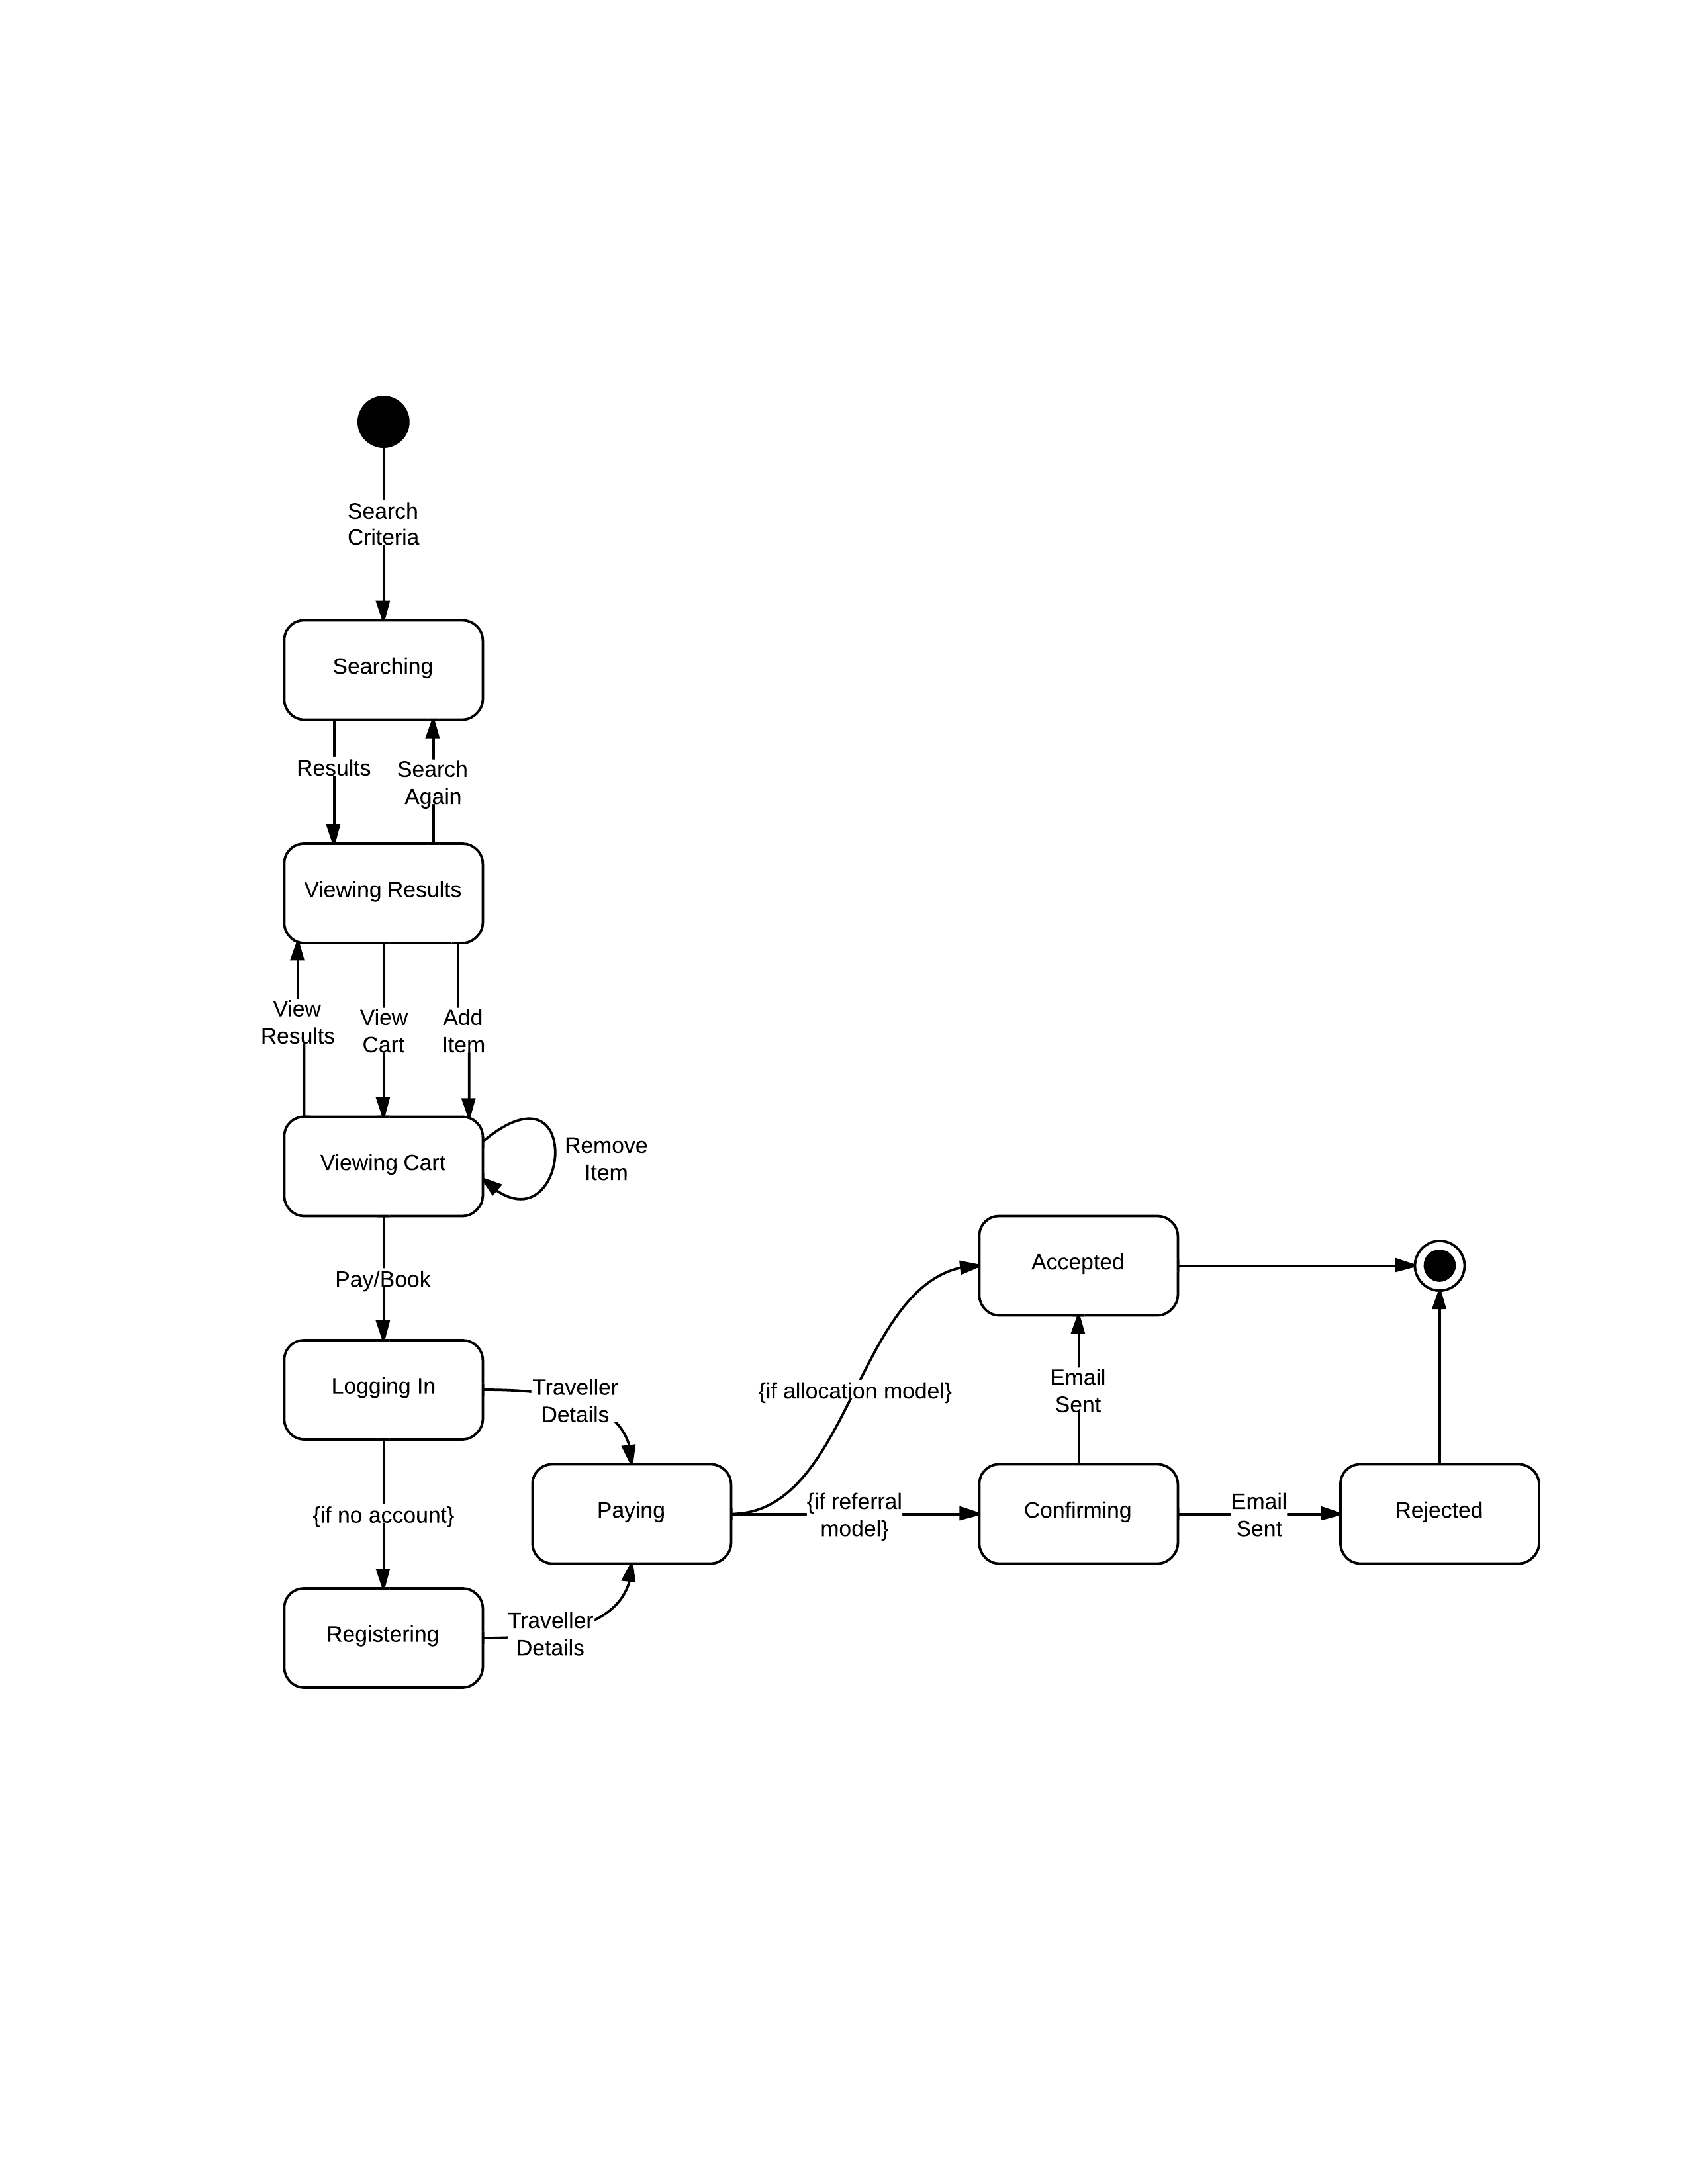 Search
Criteria
Searching
Results
Search
Again
Viewing Results
View
Results
View
Cart
Add
Item
Viewing Cart
Remove
Item
Pay/Book
Logging In
Traveller
Details
{if no account}
Registering
Traveller
Details
Paying
{if allocation model}
{if referral
model}
Accepted
Email
Sent
Confirming
Email
Sent
Rejected